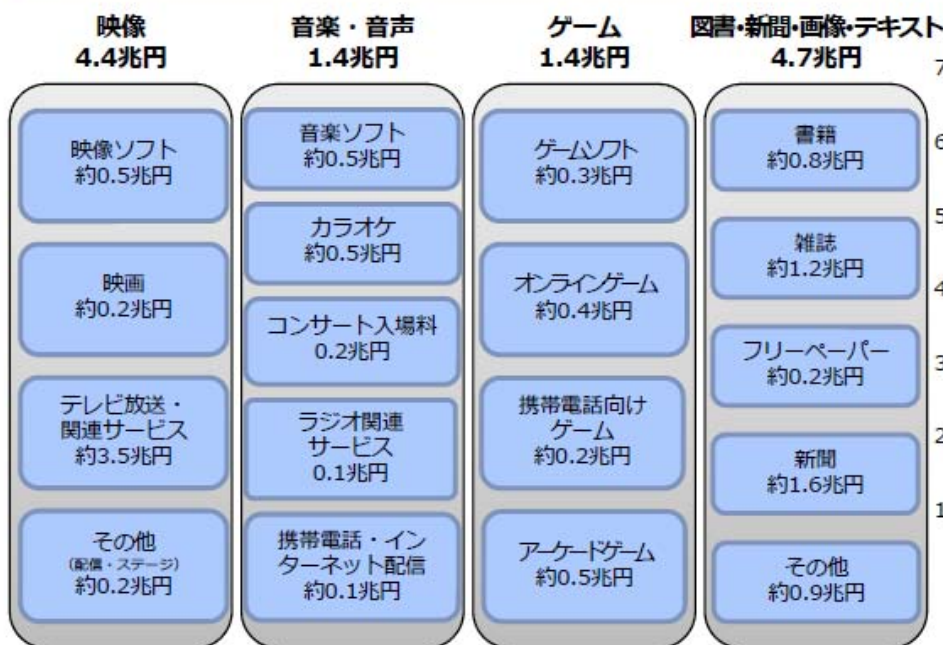 映像
4.4兆円
映像ソフト
約0.5兆円
映画
約0.2兆円
テレビ放送・
関連サービス
約3.5兆円
その他
(配信・ステージ)
約0.2兆円
音楽・音声
1.4兆円
音楽ソフト
約0.5兆円
カラオケ
約0.5兆円
コンサート入場料
0.2兆円
ラジオ関連
サービス
0.1兆円
携帯電話・イン
ターネット配信
約0.1兆円
ゲーム
1.4兆円
ゲームソフト
約0.3兆円
オンラインゲーム
約0.4兆円
携帯電話向け
ゲーム
約0.2兆円
アーケードゲーム
約0.5兆円
図書・新聞・画像・テキスト
4.7兆円
書籍
約0.8兆円
雑誌
約1.2兆円
フリーペーパー
約0.2兆円
新聞
約1.6兆円
その他
約0.9兆円
7
6
5
4
3
2
1